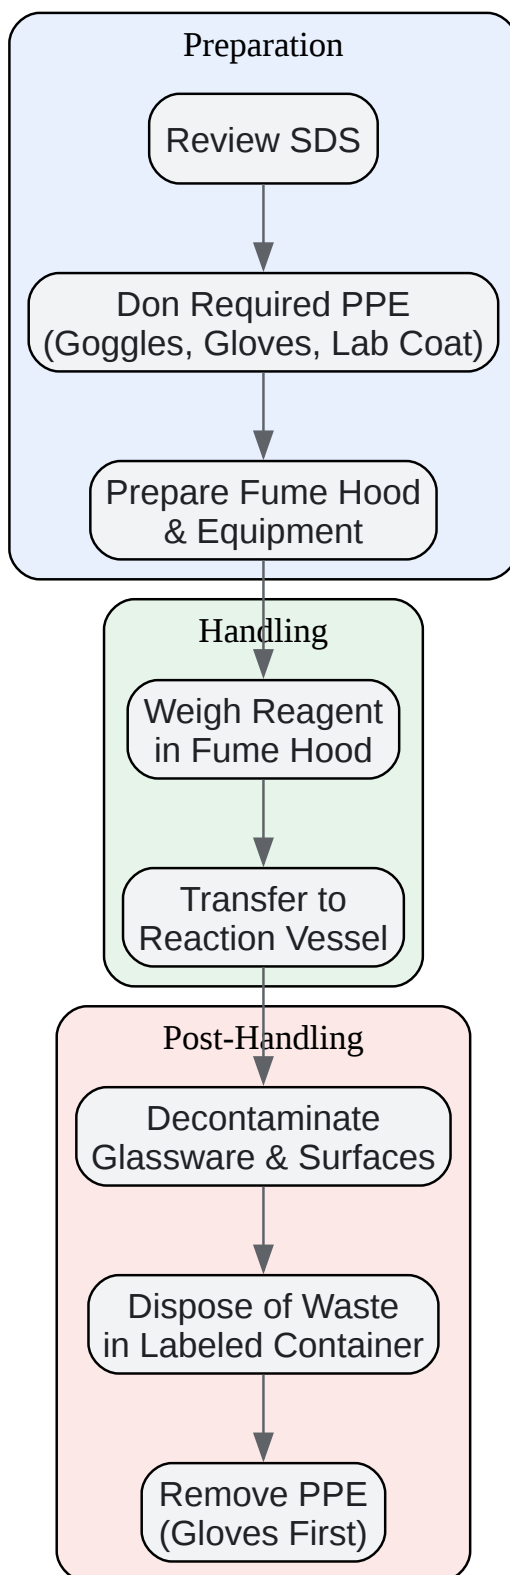 Preparation
Review SDS
Don Required PPE
(Goggles, Gloves, Lab Coat)
Prepare Fume Hood
& Equipment
Handling
Weigh Reagent
in Fume Hood
Transfer to
Reaction Vessel
Post-Handling
Decontaminate
Glassware & Surfaces
Dispose of Waste
in Labeled Container
Remove PPE
(Gloves First)